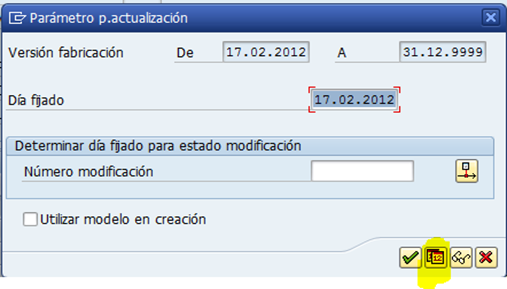 Parámetro p.actualización
Versión fabricación De 17.02.2012 A 31.12.9999
Día fijado 17.02.2012
Determinar día fijado para estado modificación
Número modificación
Utilizar modelo en creación
12